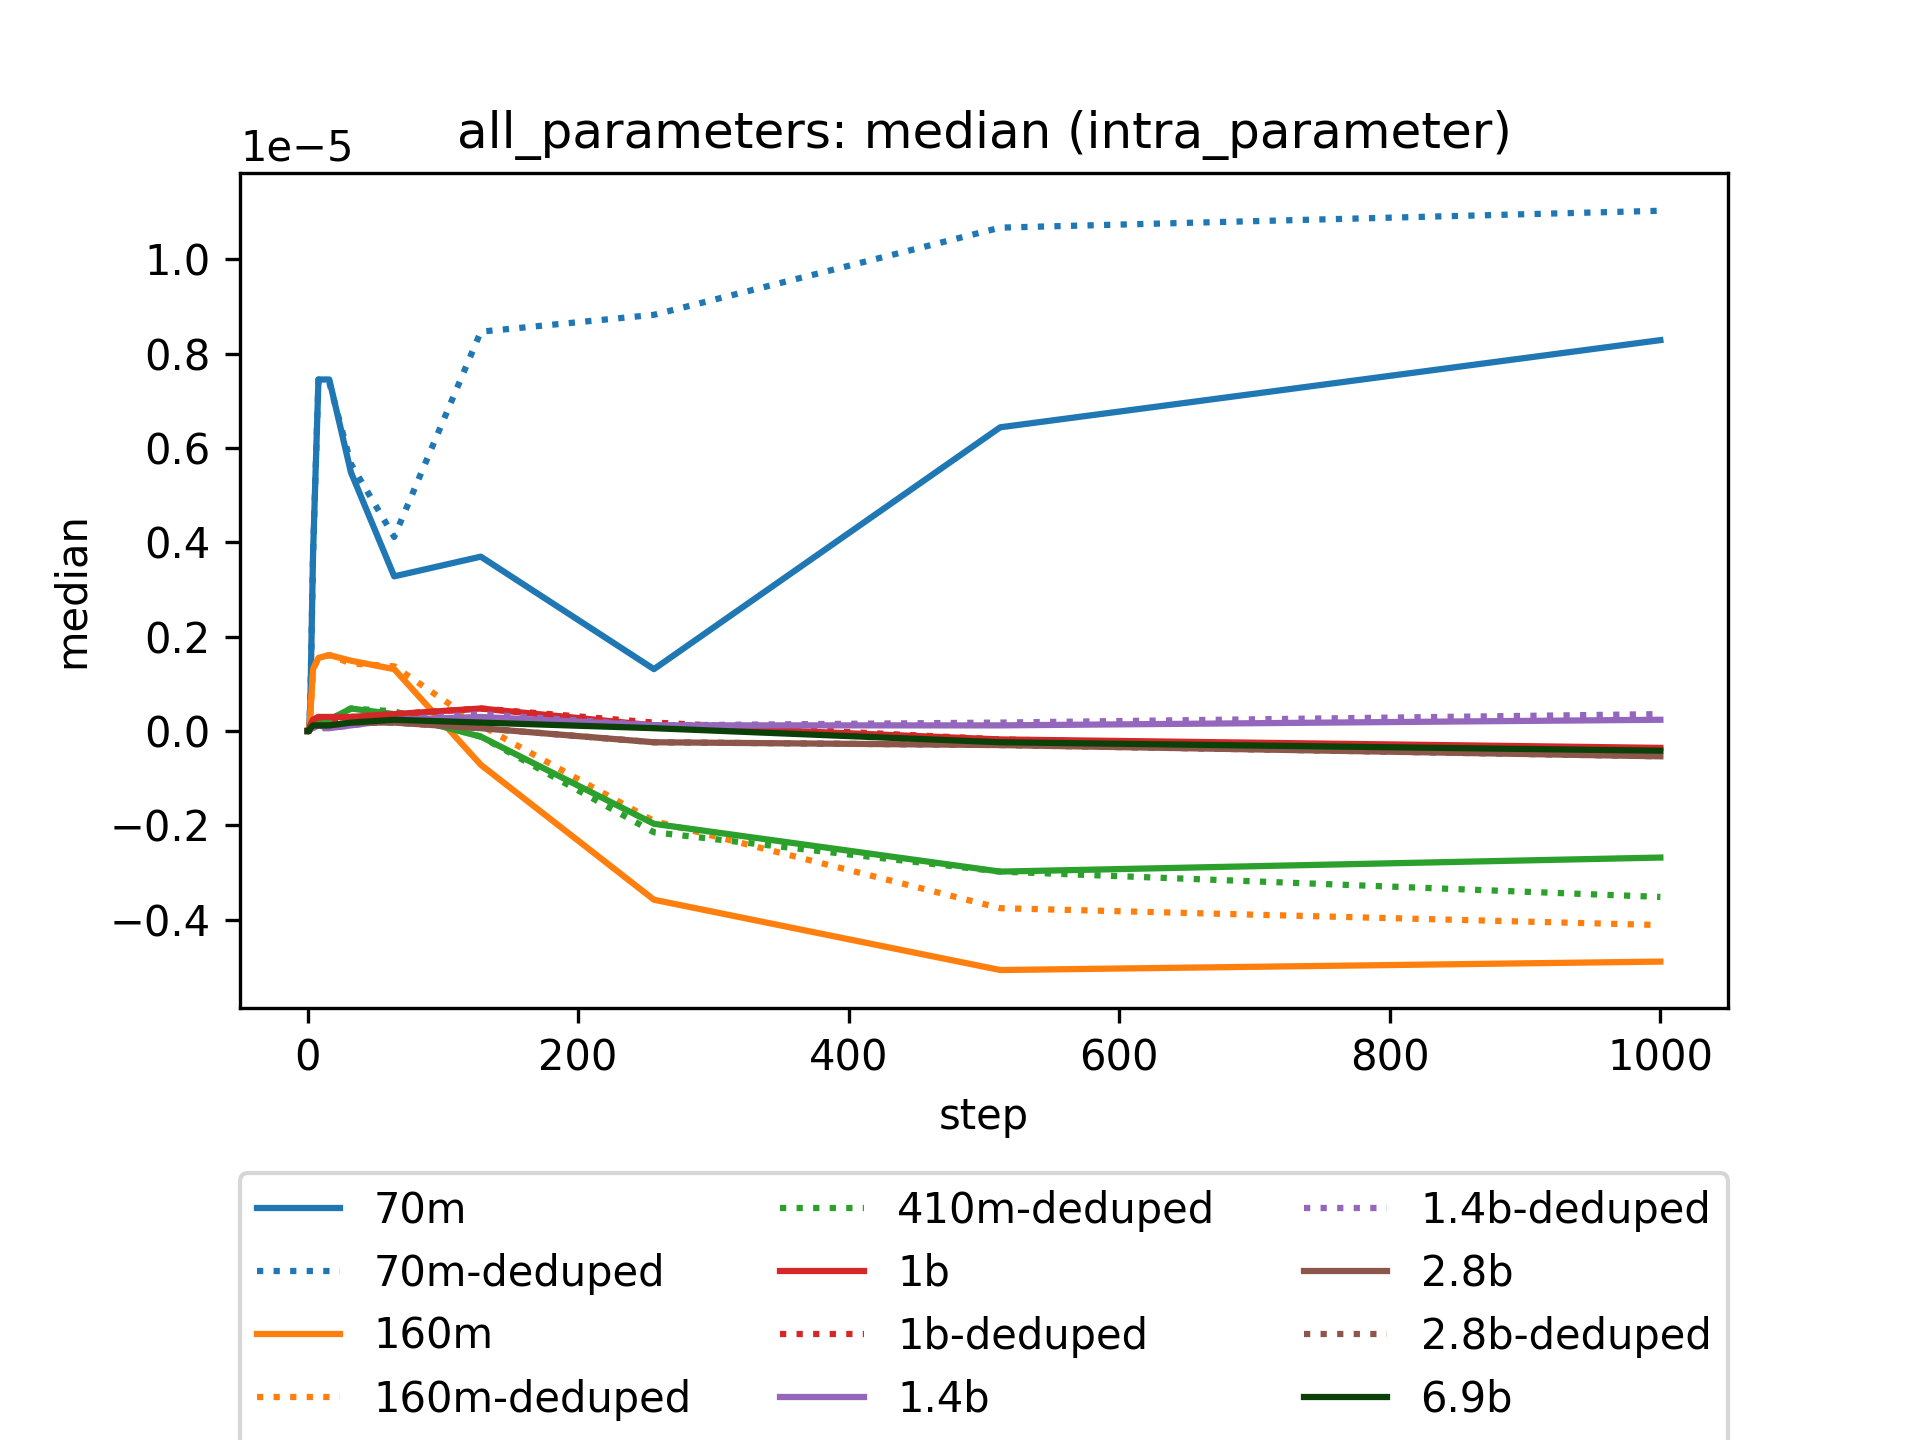 all_parameters: median (intra_parameter)
1e−5
1.0
0.8
0.6
0.4
0.2
0.0
−0.2
−0.4
median
0 200 400 600 800 1000
step
70m 410m-deduped 1.4b-deduped
70m-deduped 1b 2.8b
160m 1b-deduped 2.8b-deduped
160m-deduped 1.4b 6.9b